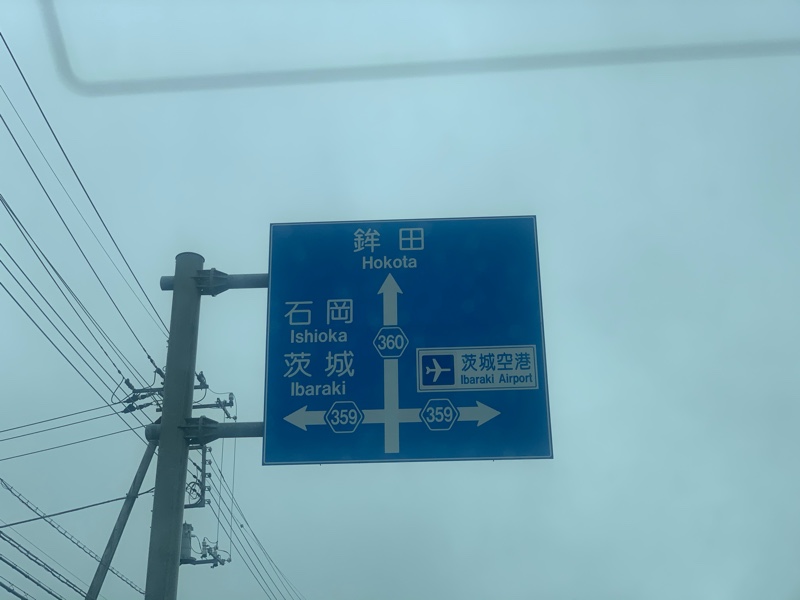 鉾田
Hokota
石岡
Ishioka
茨城
Ibaraki
360
茨城空港
Ibaraki Airport
359
359